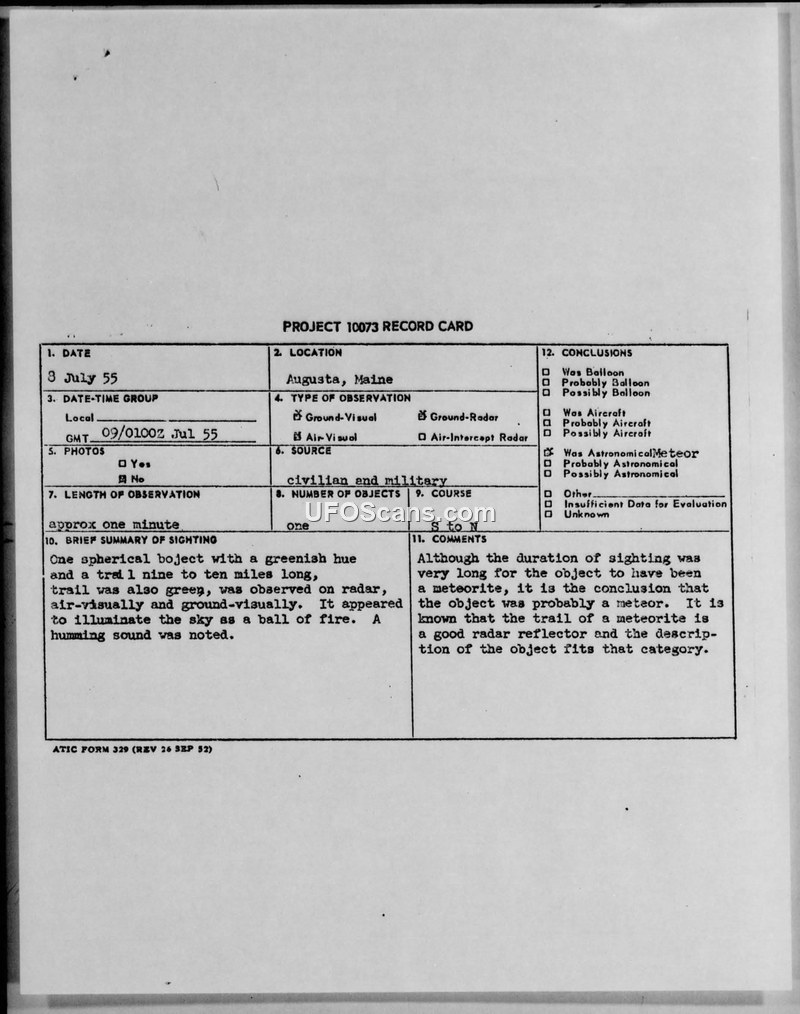 PROJECT 10073 RECORD CARD
1. DATE
8 July 55
2. LOCATION
Augusta, Maine
3. DATE-TIME GROUP
Local
GMT 09/0100Z Jul 55
4. TYPE OF OBSERVATION
☒ Ground-Visual ☒ Ground-Radar
☒ Air-Visual ☐ Air-Intercept Radar
5. PHOTOS
☐ Yes
☒ No
6. SOURCE
civilian and military
7. LENGTH OF OBSERVATION
approx one minute
8. NUMBER OF OBJECTS
one
9. COURSE
S to N
12. CONCLUSIONS
☐ Was Balloon
☐ Probably Balloon
☐ Possibly Balloon
☐ Was Aircraft
☐ Probably Aircraft
☐ Possibly Aircraft
☒ Was Astronomical Meteor
☐ Probably Astronomical
☐ Possibly Astronomical
☐ Other
☐ Insufficient Data for Evaluation
☐ Unknown
UFOScans.com
10. BRIEF SUMMARY OF SIGHTING
One spherical boject with a greenish hue
and a trail nine to ten miles long,
trail was also green, was observed on radar,
air-visually and ground-visually. It appeared
to illuminate the sky as a ball of fire. A
humming sound was noted.
11. COMMENTS
Although the duration of sighting was
very long for the object to have been
a meteorite, it is the conclusion that
the object was probably a meteor. It is
known that the trail of a meteorite is
a good radar reflector and the descrip-
tion of the object fits that category.
ATIC FORM 329 (REV 26 SEP 52)